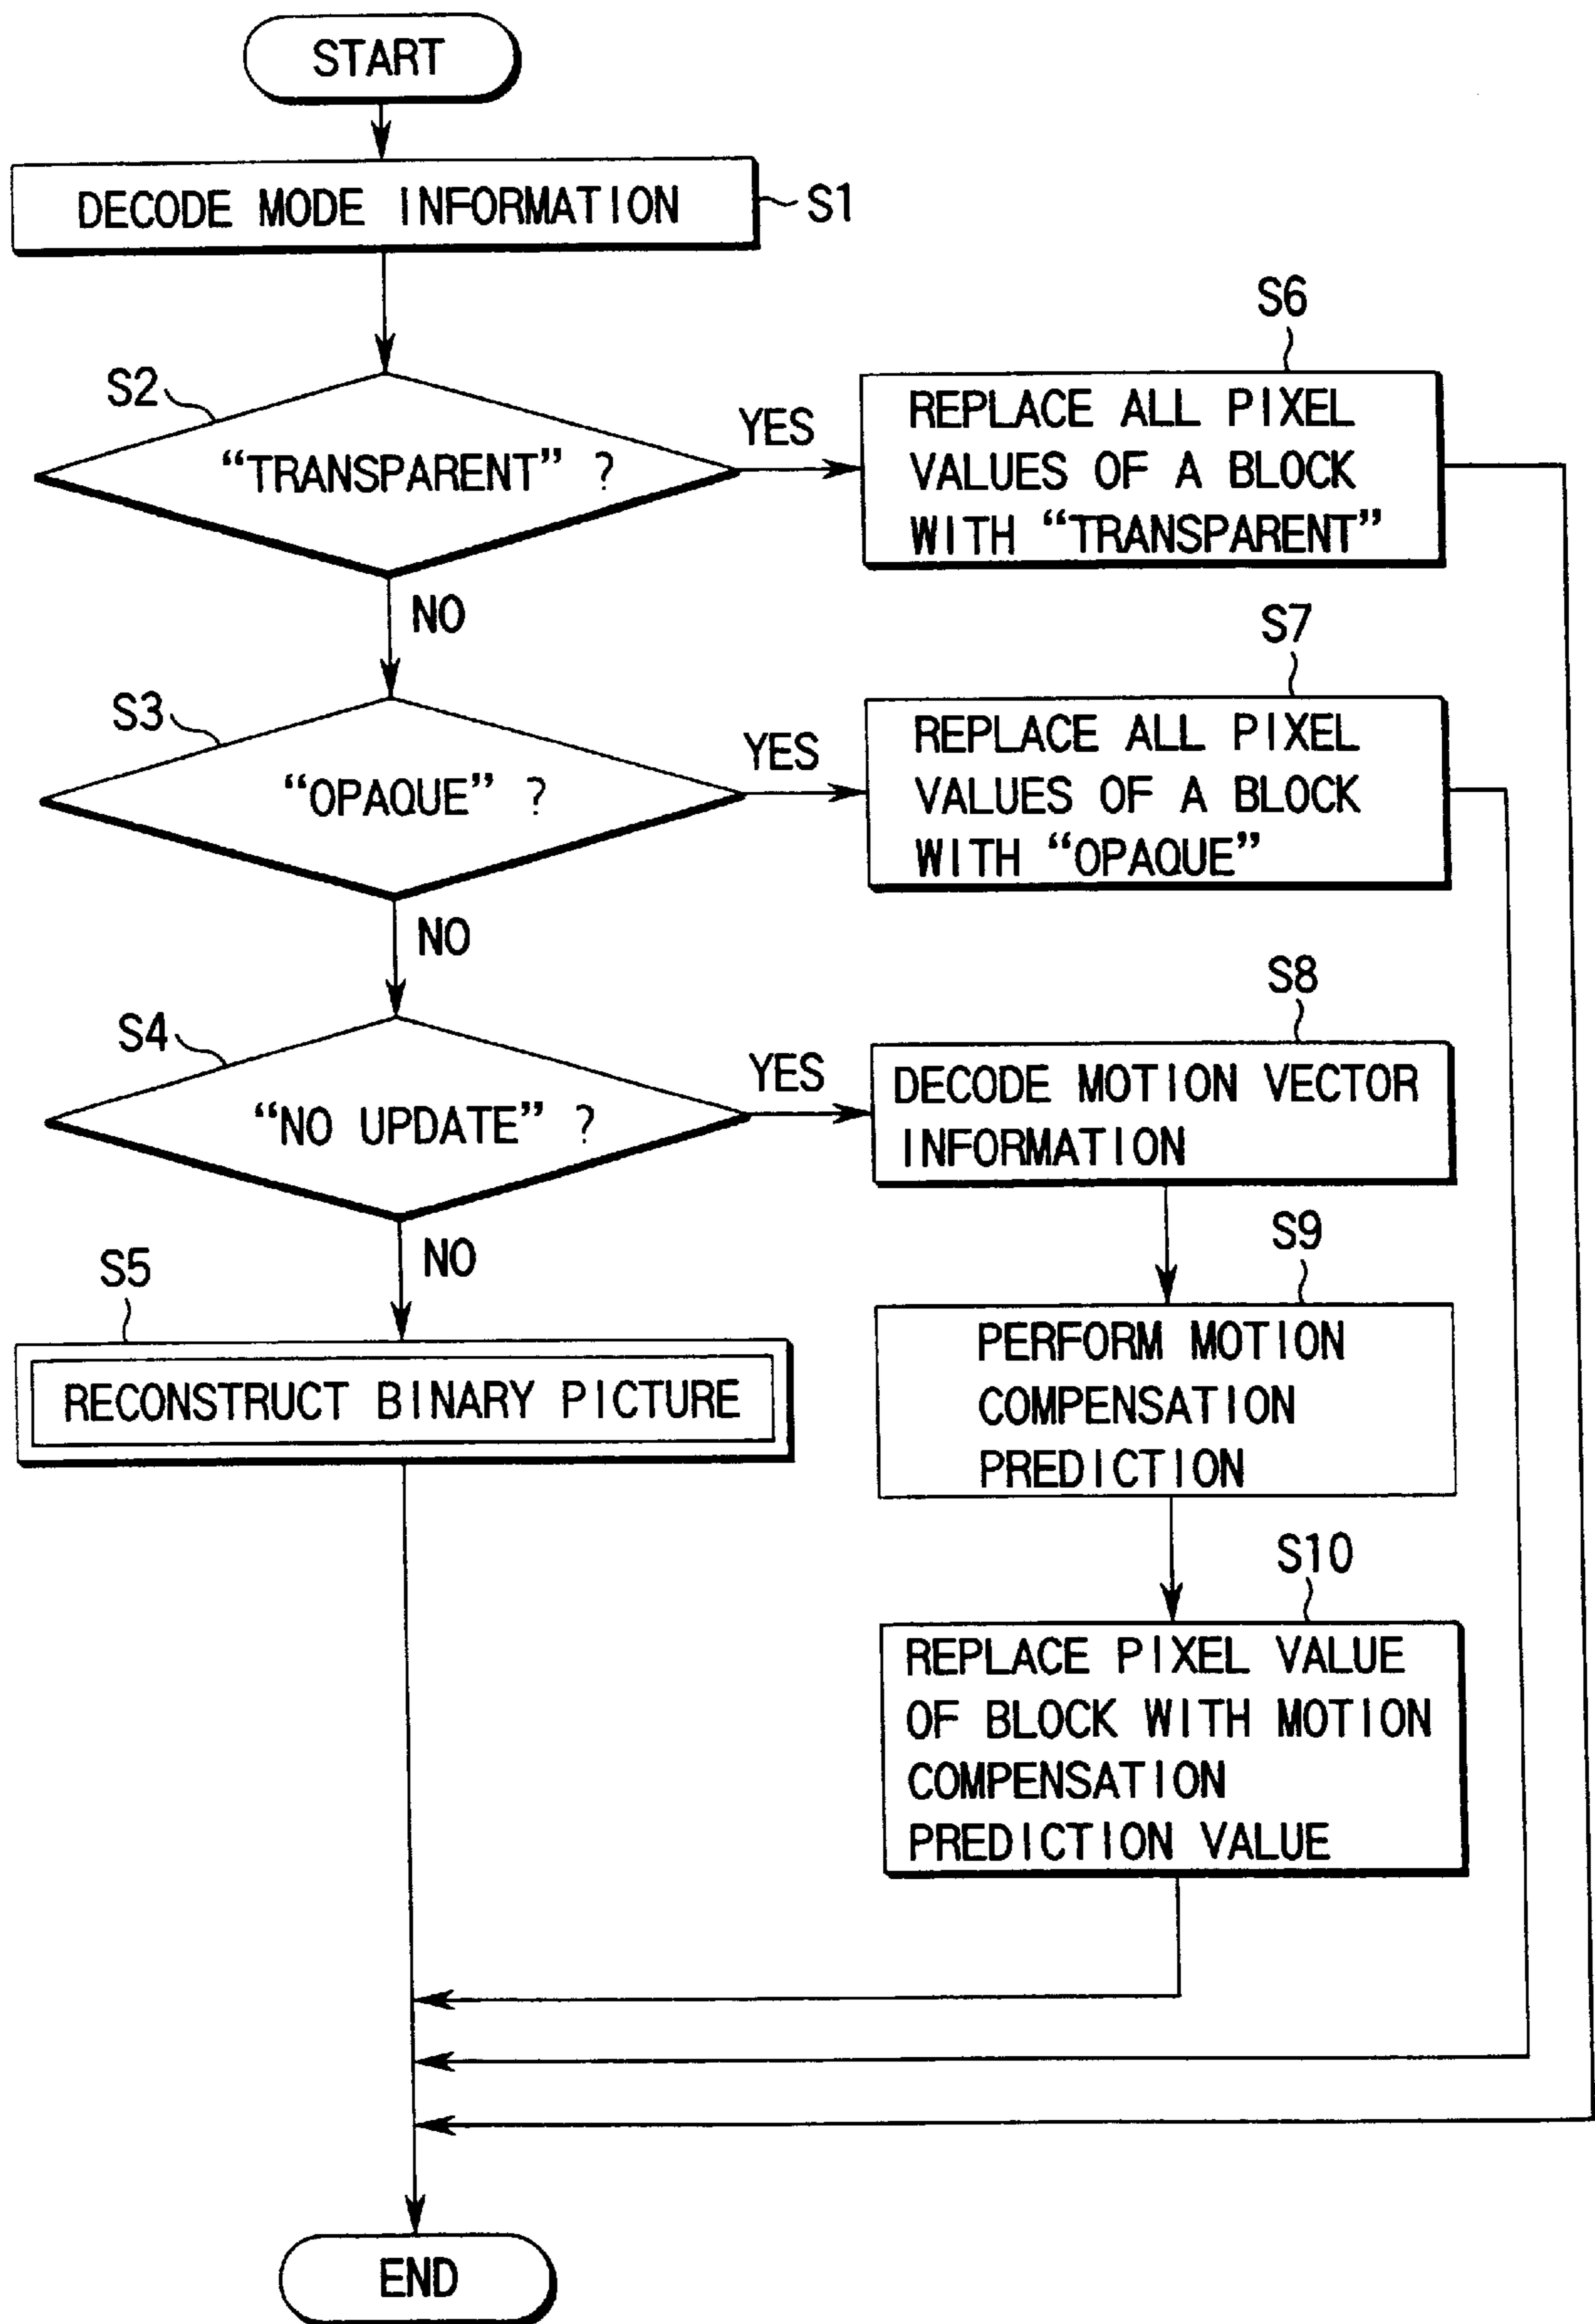 START
DECODE MODE INFORMATION
S1
S2
"TRANSPARENT" ?
YES
NO
S6
REPLACE ALL PIXEL
VALUES OF A BLOCK
WITH "TRANSPARENT"
S3
"OPAQUE" ?
YES
NO
S7
REPLACE ALL PIXEL
VALUES OF A BLOCK
WITH "OPAQUE"
S4
"NO UPDATE" ?
YES
NO
S8
DECODE MOTION VECTOR
INFORMATION
S5
RECONSTRUCT BINARY PICTURE
S9
PERFORM MOTION
COMPENSATION
PREDICTION
S10
REPLACE PIXEL VALUE
OF BLOCK WITH MOTION
COMPENSATION
PREDICTION VALUE
END